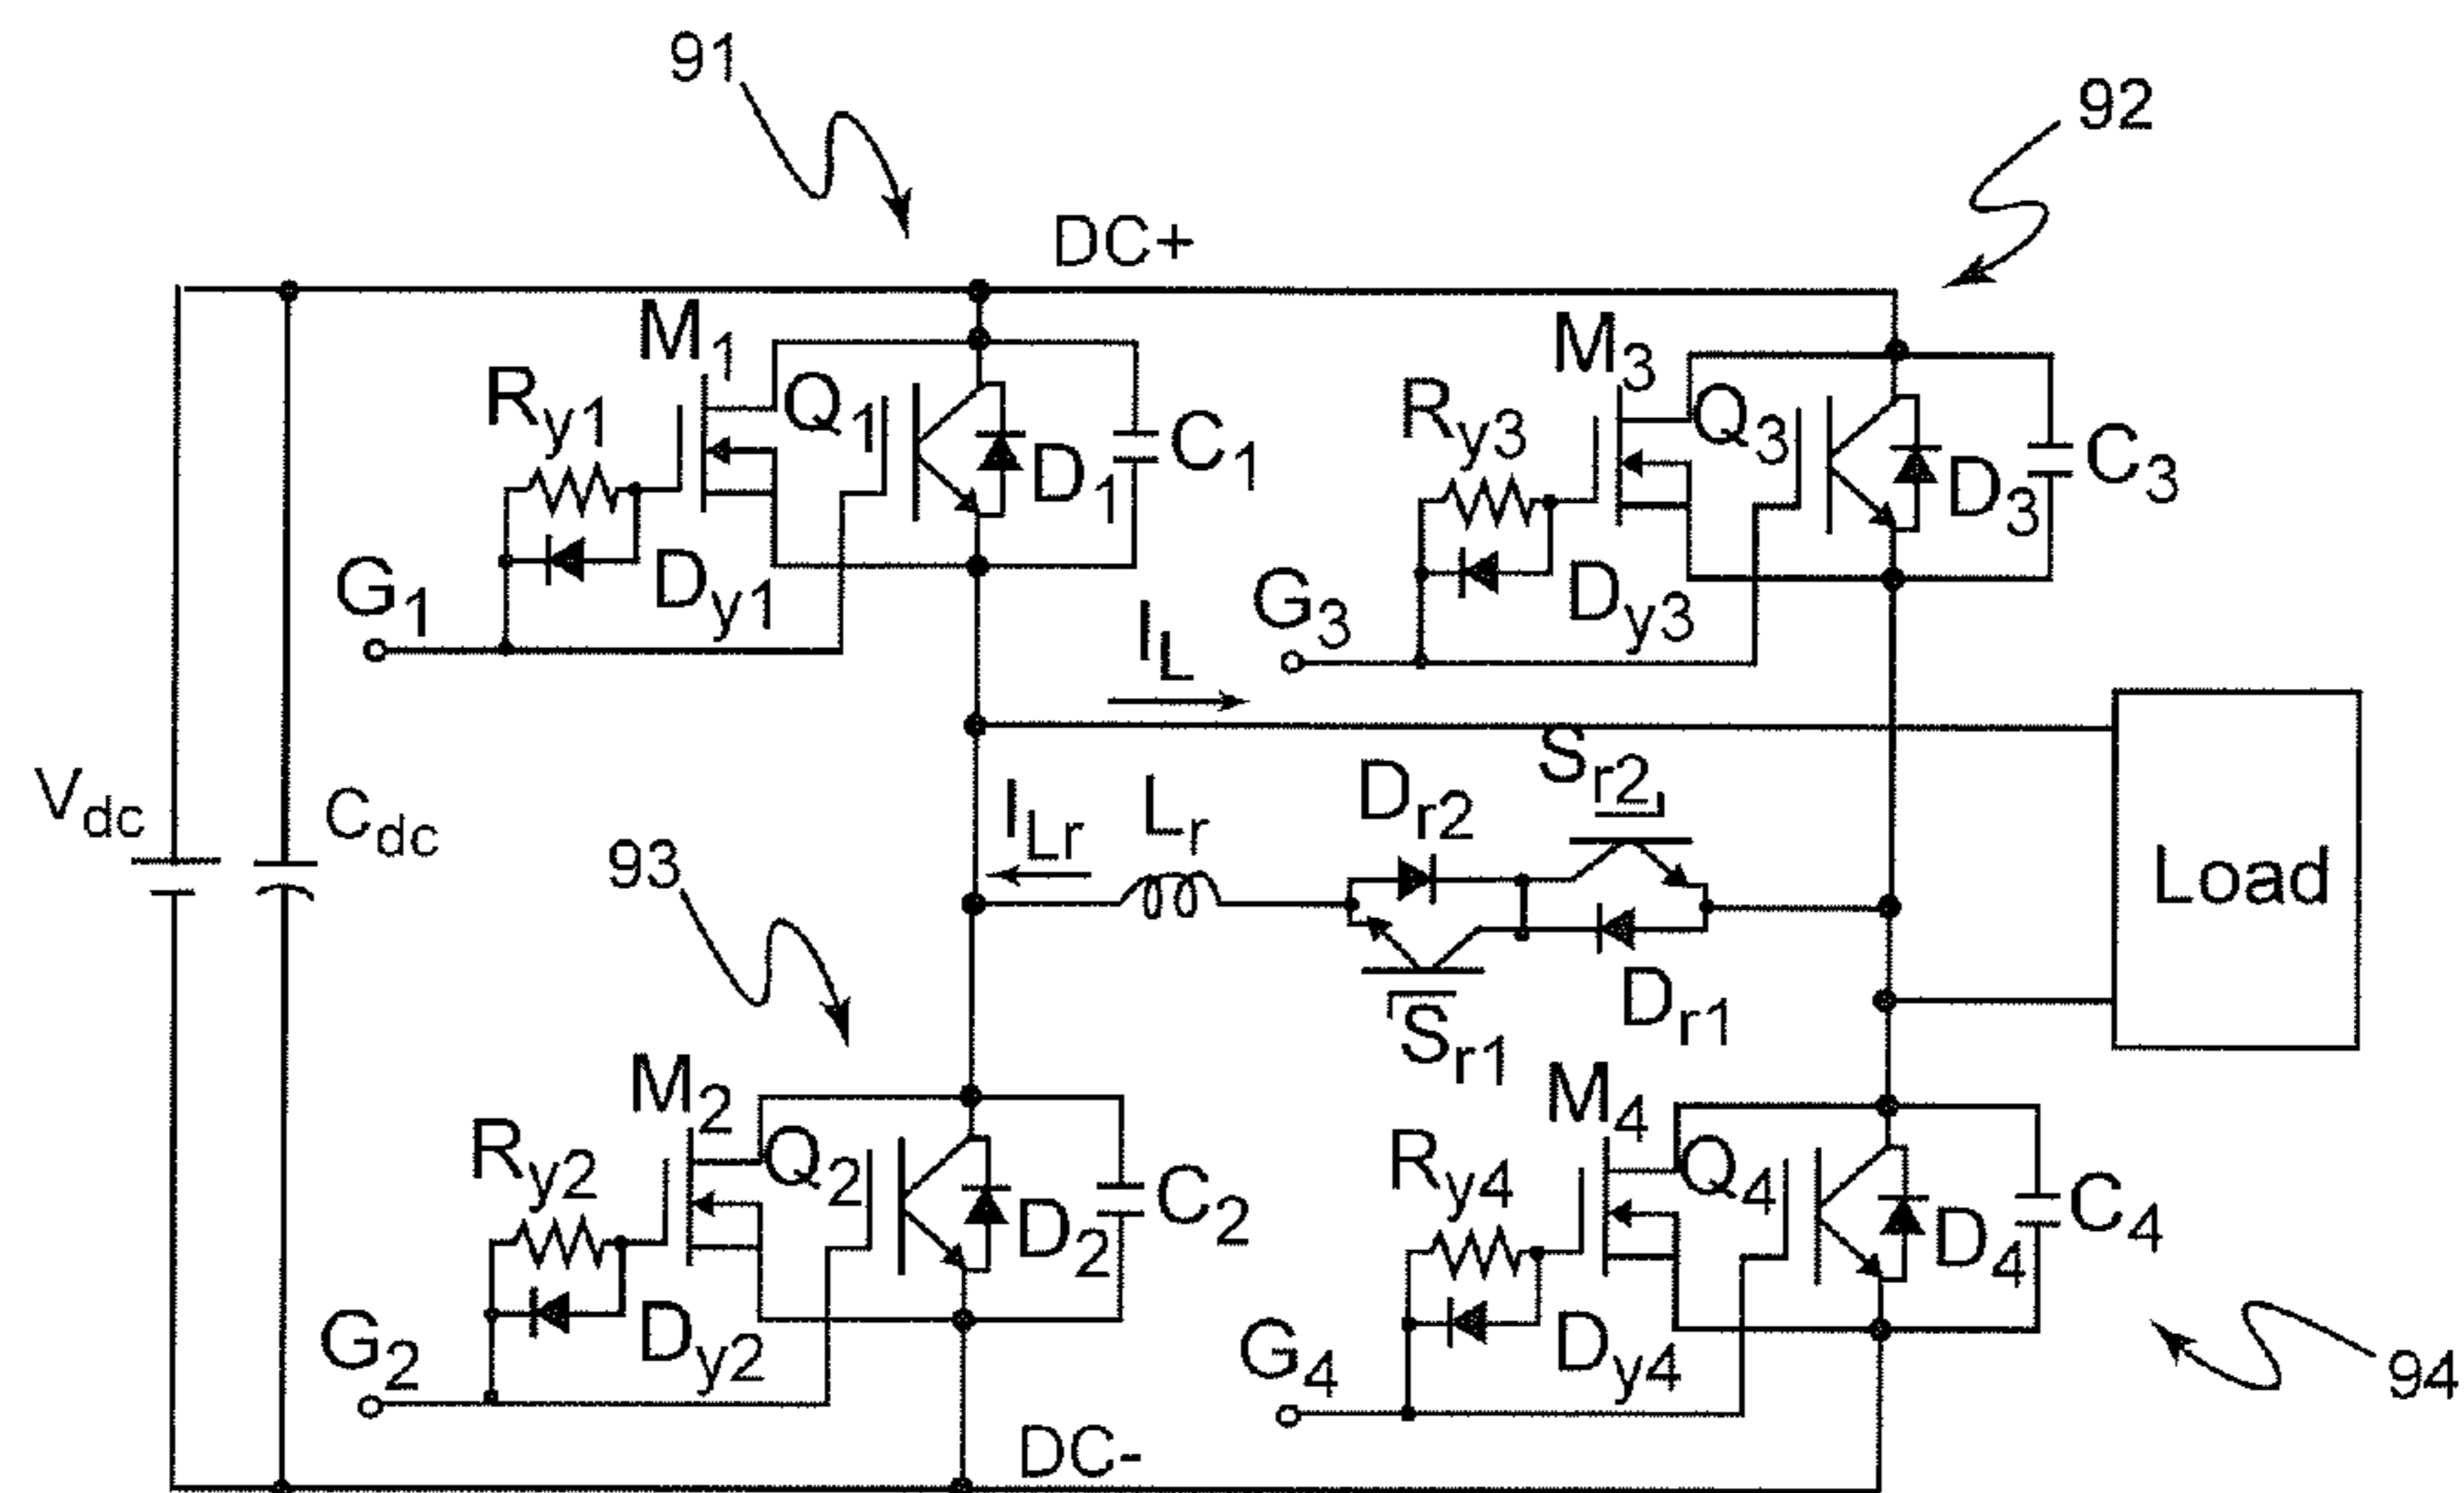 91
92
DC+
M1
M3
Ry1
Q1
Ry3
Q3
D1
C1
D3
C3
G1
Dy1
G3
Dy3
IL
Vdc
Cdc
ILr
Lr
Dr2
Sr2
Load
93
Sr1
Dr1
M2
M4
Ry2
Q2
Ry4
Q4
D2
C2
D4
C4
G2
Dy2
G4
Dy4
94
DC-